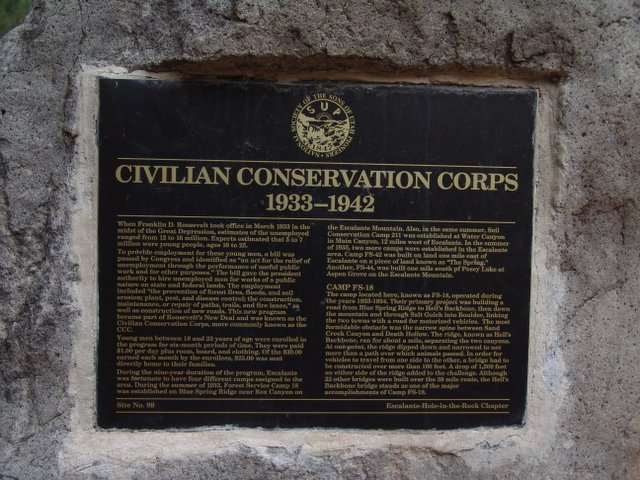 NATIONAL SOCIETY OF THE SONS OF UTAH PIONEERS
SUP
CIVILIAN CONSERVATION CORPS
1933–1942
When Franklin D. Roosevelt took office in March 1933 in the
midst of the Great Depression, estimates of the unemployed
ranged from 12 to 16 million. Experts estimated that 5 to 7
million were young people, ages 16 to 25.
To provide employment for these young men, a bill was
passed by Congress and identified as "an act for the relief of
unemployment through the performance of useful public
work and for other purposes." The bill gave the president
authority to hire unemployed men for works of a public
nature on state and federal lands. The employment
included "the prevention of forest fires, floods, and soil
erosion; plant, pest, and disease control; the construction,
maintenance, or repair of paths, trails, and fire lanes," as
well as construction of new roads. This new program
became part of Roosevelt's New Deal and was known as the
Civilian Conservation Corps, more commonly known as the
CCC.
Young men between 18 and 25 years of age were enrolled in
the program for six-month periods of time. They were paid
$1.00 per day plus room, board, and clothing. Of the $30.00
earned each month by the enrollees, $25.00 was sent
directly home to their families.
During the nine-year duration of the program, Escalante
was fortunate to have four different camps assigned to the
area. During the summer of 1933, Forest Service Camp 18
was established on Blue Spring Ridge near Box Canyon on
the Escalante Mountain. Also, in the same summer, Soil
Conservation Camp 211 was established at Water Canyon
in Main Canyon, 12 miles west of Escalante. In the summer
of 1935, two more camps were established in the Escalante
area. Camp FS-42 was built on land one mile east of
Escalante on a piece of land known as "The Spring."
Another, FS-44, was built one mile south of Posey Lake at
Aspen Grove on the Escalante Mountain.
CAMP FS-18
The camp located here, known as FS-18, operated during
the years 1933-1934. Their primary project was building a
road from Blue Spring Ridge to Hell's Backbone, then down
the mountain and through Salt Gulch into Boulder, linking
the two towns with a road for motorized vehicles. The most
formidable obstacle was the narrow spine between Sand
Creek Canyon and Death Hollow. The ridge, known as Hell's
Backbone, ran for about a mile, separating the two canyons.
At one point, the ridge dipped down and narrowed to not
more than a path over which animals passed. In order for
vehicles to travel from one side to the other, a bridge had to
be constructed over more than 100 feet. A drop of 1,500 feet
on either side of the ridge added to the challenge. Although
22 other bridges were built over the 38 mile route, the Hell's
Backbone bridge stands as one of the major
accomplishments of Camp FS-18.
Site No. 99
Escalante-Hole-in-the-Rock Chapter